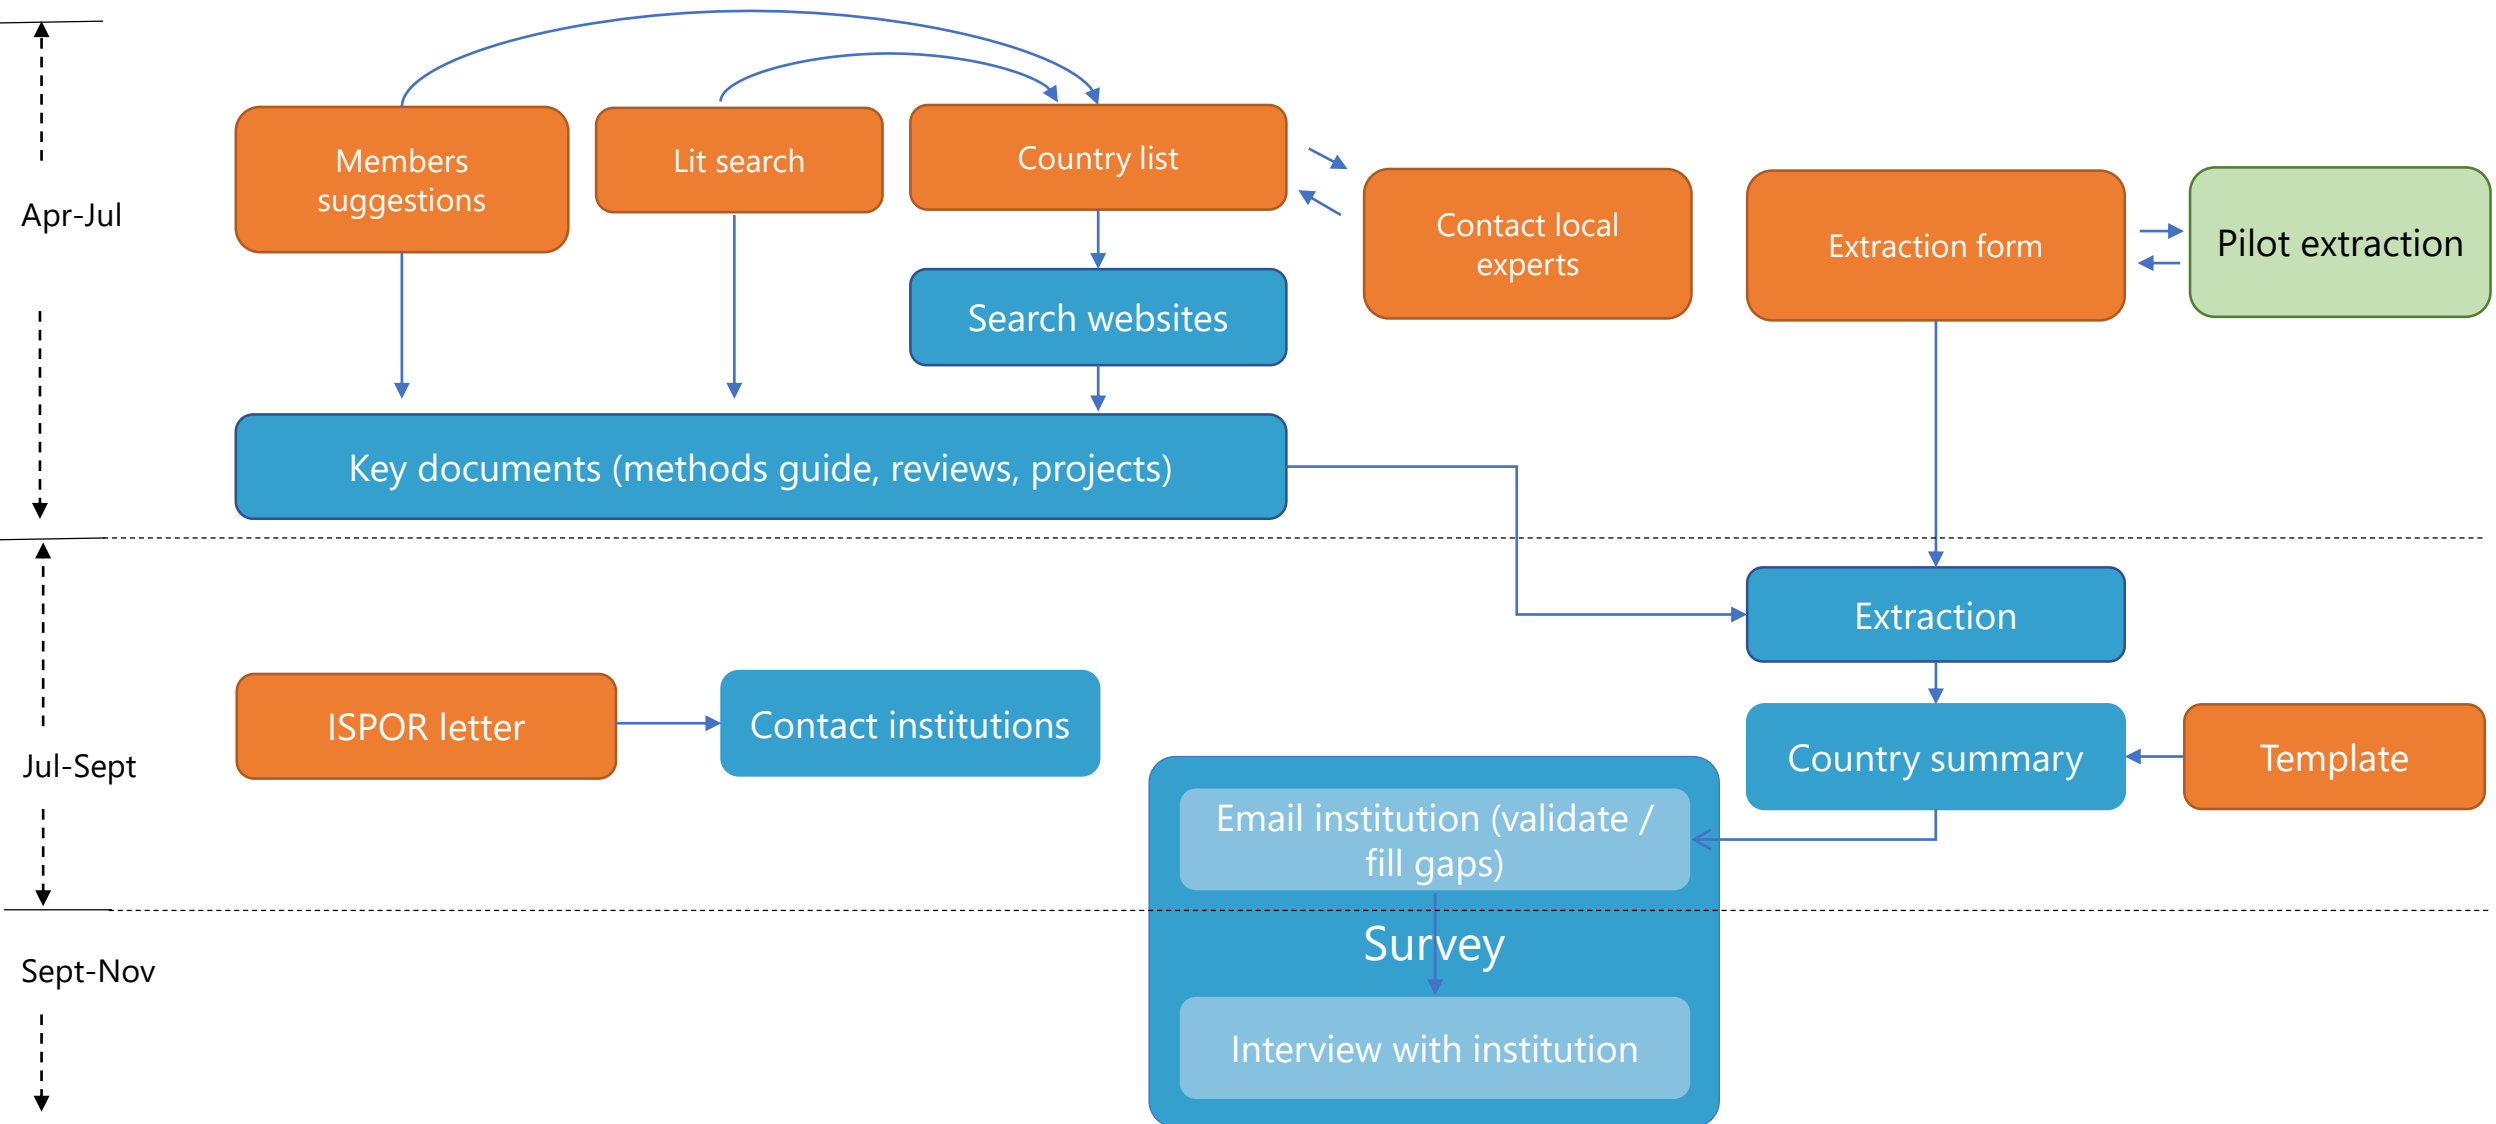 Apr-Jul
Members
suggestions
Lit search
Country list
Contact local
experts
Extraction form
Pilot extraction
Search websites
Key documents (methods guide, reviews, projects)
Jul-Sept
Extraction
ISPOR letter
Contact institutions
Country summary
Template
Email institution (validate /
fill gaps)
Sept-Nov
Survey
Interview with institution